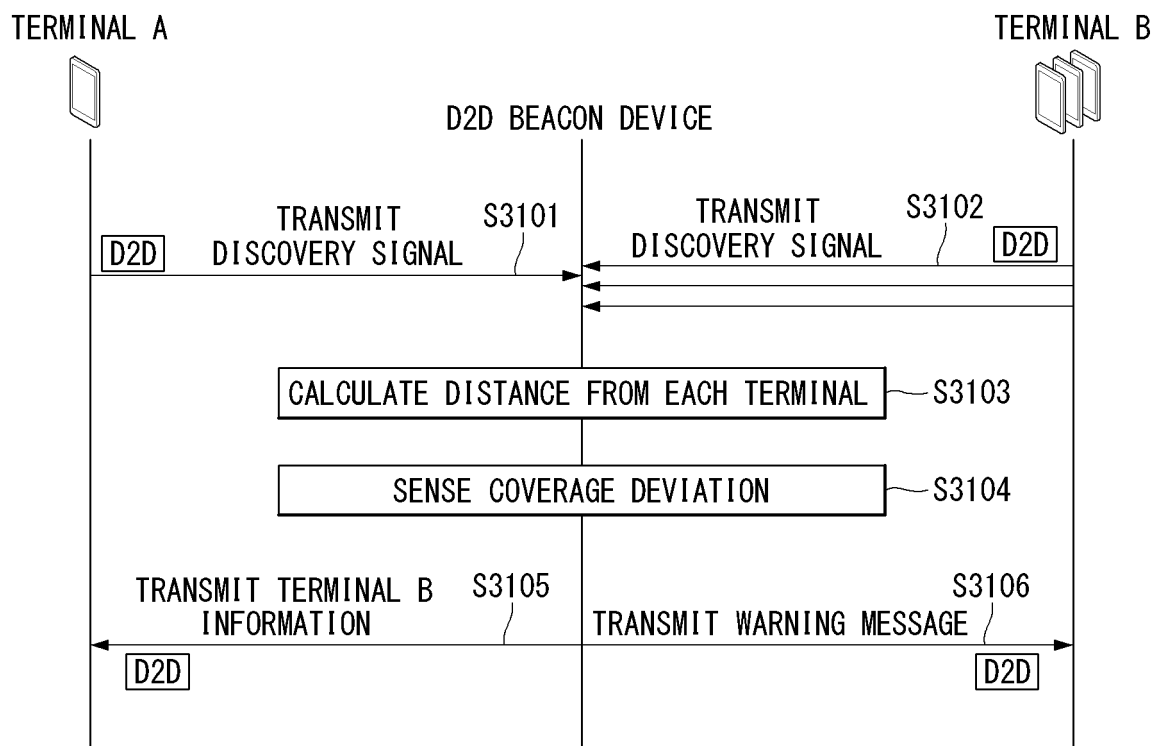 TERMINAL A
TERMINAL B
D2D BEACON DEVICE
TRANSMIT
DISCOVERY SIGNAL
S3101
D2D
TRANSMIT
DISCOVERY SIGNAL
S3102
D2D
CALCULATE DISTANCE FROM EACH TERMINAL
S3103
SENSE COVERAGE DEVIATION
S3104
TRANSMIT TERMINAL B
INFORMATION
S3105
D2D
TRANSMIT WARNING MESSAGE
S3106
D2D